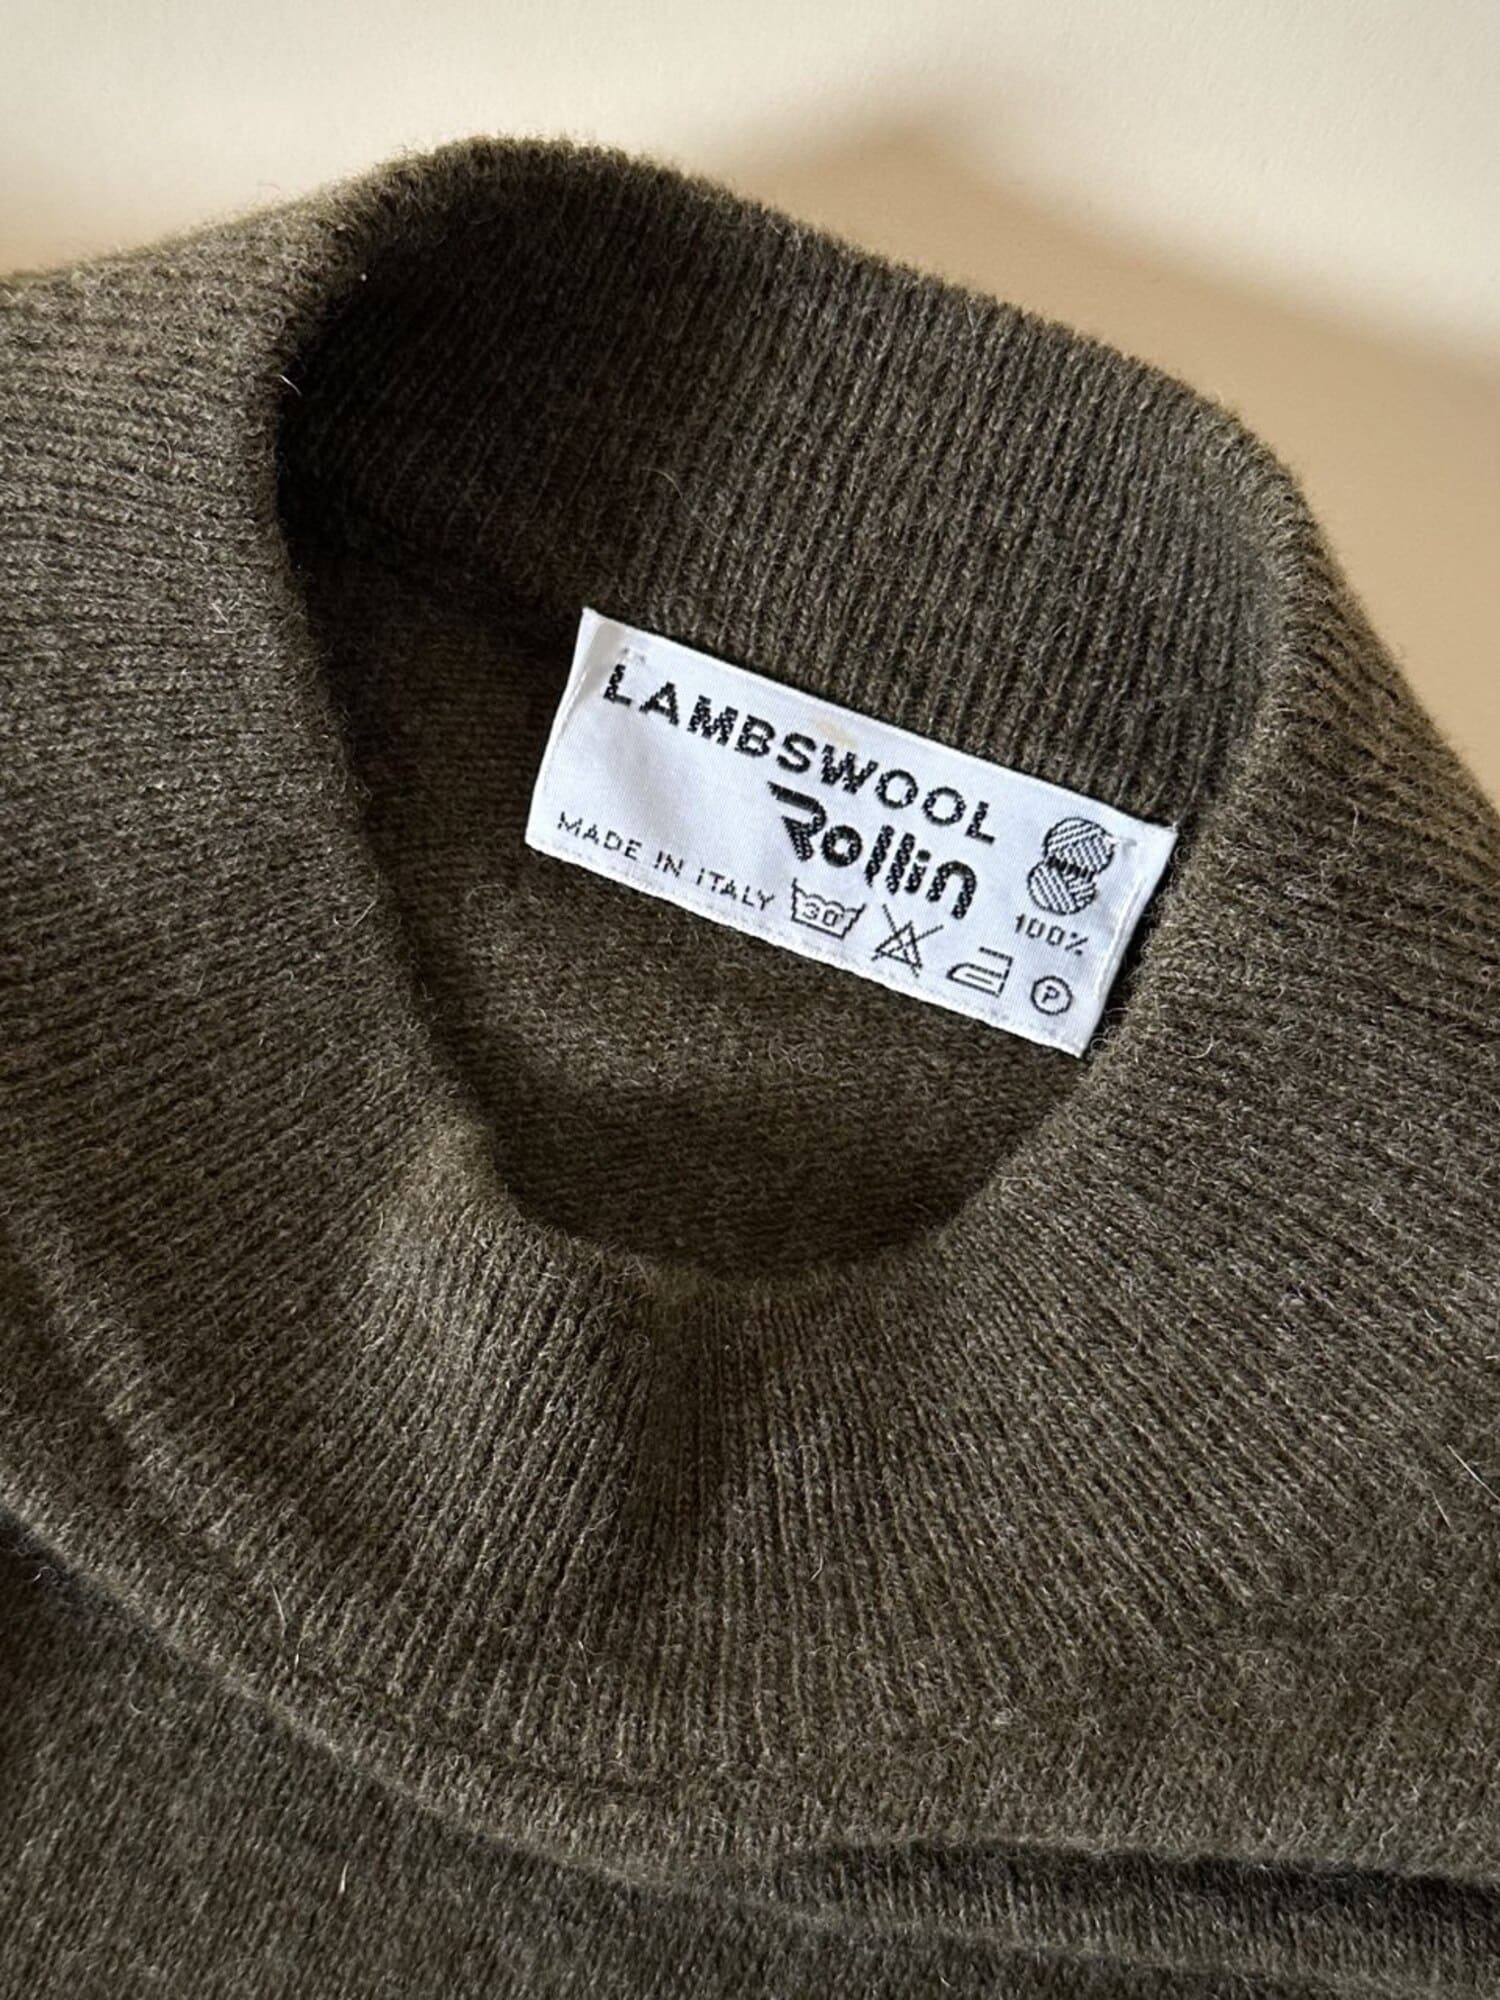 LAMBSWOOL
Rollin
MADE IN ITALY
30°
100%
P